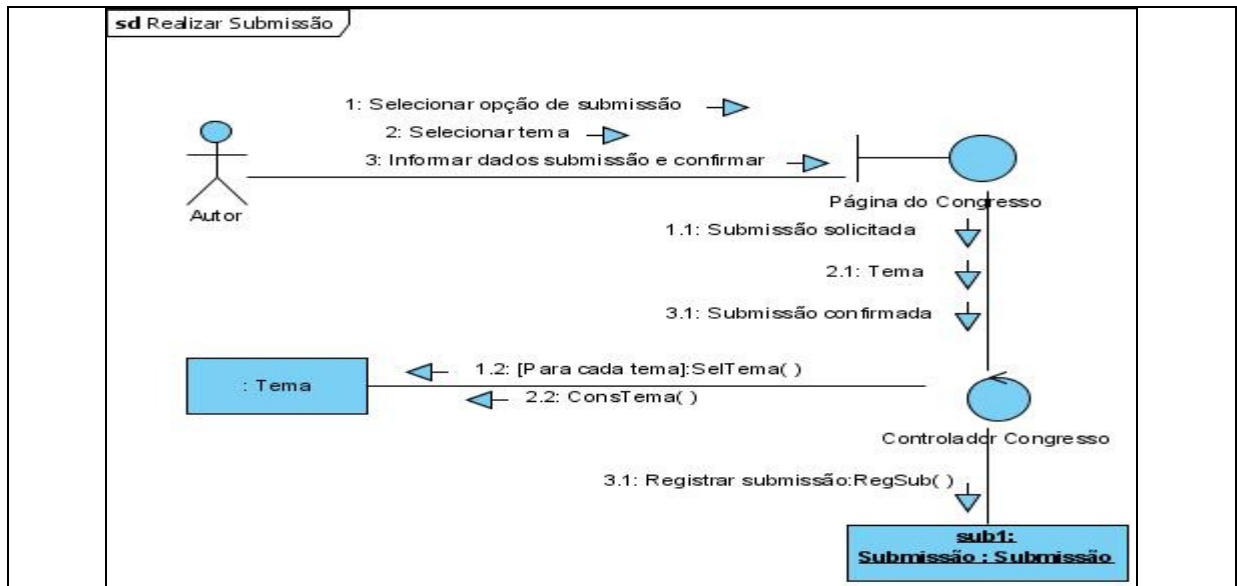 sd Realizar Submissão
1: Selecionar opção de submissão
2: Selecionar tema
3: Informar dados submissão e confirmar
Autor
Página do Congresso
1.1: Submissão solicitada
2.1: Tema
3.1: Submissão confirmada
1.2: [Para cada tema]:SelTema( )
: Tema
2.2: ConsTema( )
Controlador Congresso
3.1: Registrar submissão:RegSub( )
sub1:
Submissão : Submissão